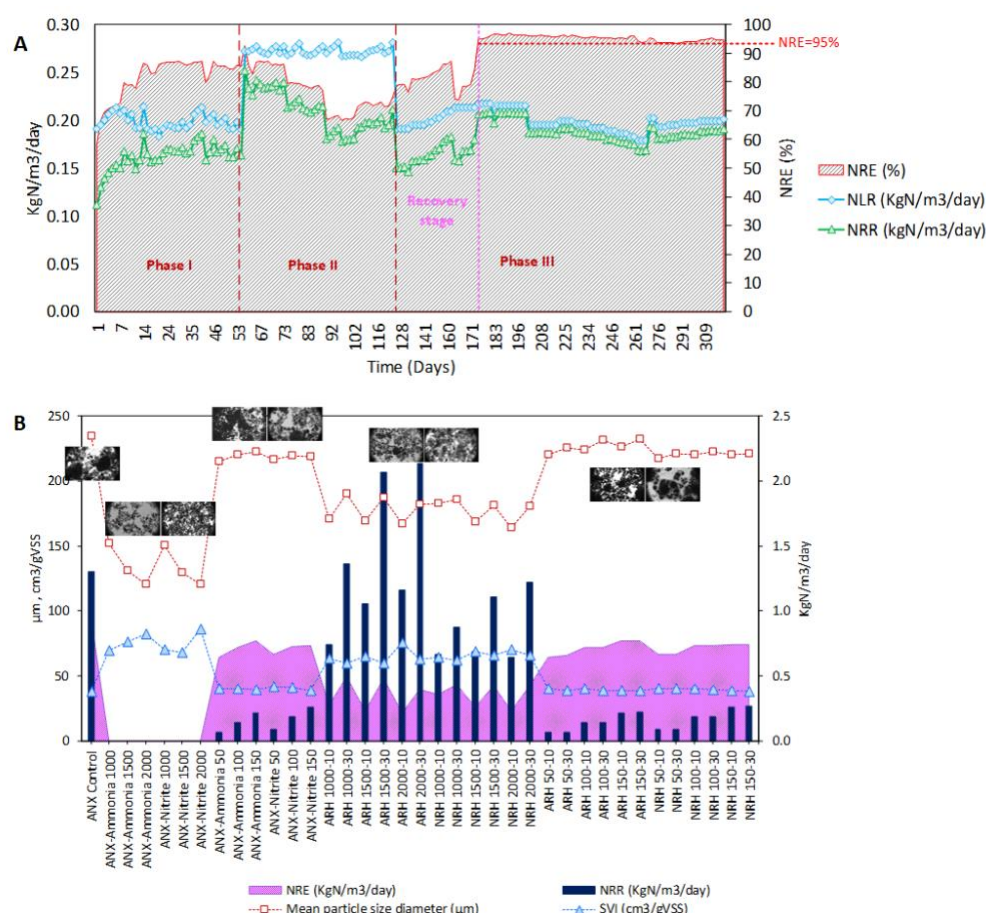 A
0.30
0.25
0.20
0.15
0.10
0.05
0.00
KgN/m3/day
100
90
80
70
60
50
40
30
20
10
0
NRE (%)
NRE=95%
NRE (%)
NLR (KgN/m3/day)
NRR (kgN/m3/day)
Recovery
stage
Phase I
Phase II
Phase III
1
7
14
24
35
46
53
67
73
83
92
102
116
128
141
151
160
171
183
196
208
225
234
246
261
276
291
309
Time (Days)
B
250
200
150
100
50
0
µm , cm3/gVSS
2.5
2.0
1.5
1.0
0.5
0.0
KgN/m3/day
ANX Control
ANX-Ammonia 1000
ANX-Ammonia 1500
ANX-Ammonia 2000
ANX-Nitrite 1000
ANX-Nitrite 1500
ANX-Nitrite 2000
ANX-Ammonia 50
ANX-Ammonia 100
ANX-Ammonia 150
ANX-Nitrite 50
ANX-Nitrite 100
ANX-Nitrite 150
ARH 1000-10
ARH 1000-30
ARH 1500-10
ARH 1500-30
ARH 2000-10
ARH 2000-30
NRH 1000-10
NRH 1000-30
NRH 1500-10
NRH 1500-30
NRH 2000-10
NRH 2000-30
ARH 50-10
ARH 50-30
ARH 100-10
ARH 100-30
ARH 150-10
ARH 150-30
NRH 50-10
NRH 50-30
NRH 100-10
NRH 100-30
NRH 150-10
NRH 150-30
NRE (KgN/m3/day)
NRR (KgN/m3/day)
Mean particle size diameter (µm)
SVI (cm3/gVSS)